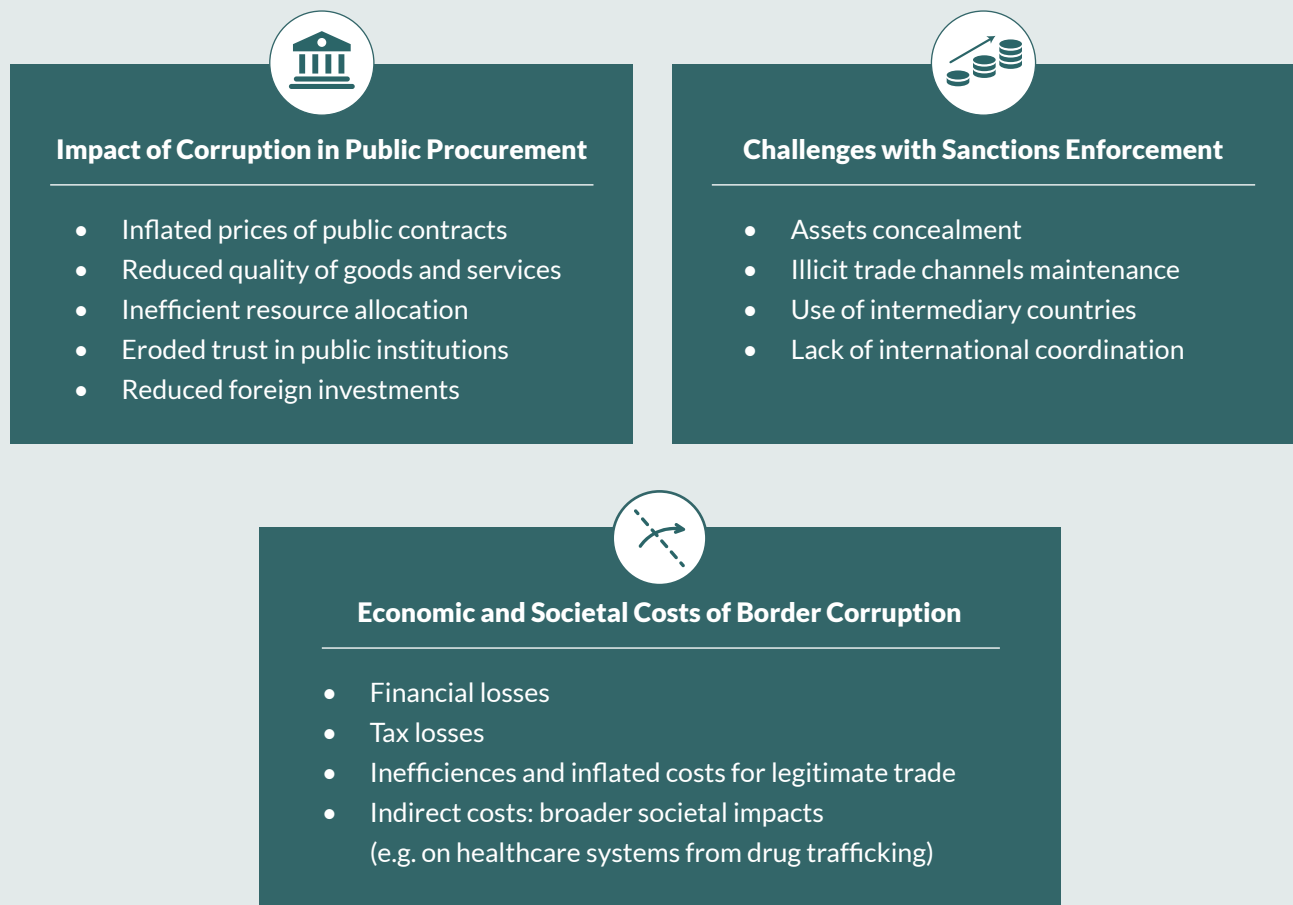 Impact of Corruption in Public Procurement
• Inflated prices of public contracts
• Reduced quality of goods and services
• Inefficient resource allocation
• Eroded trust in public institutions
• Reduced foreign investments
Challenges with Sanctions Enforcement
• Assets concealment
• Illicit trade channels maintenance
• Use of intermediary countries
• Lack of international coordination
Economic and Societal Costs of Border Corruption
• Financial losses
• Tax losses
• Inefficiences and inflated costs for legitimate trade
• Indirect costs: broader societal impacts
(e.g. on healthcare systems from drug trafficking)